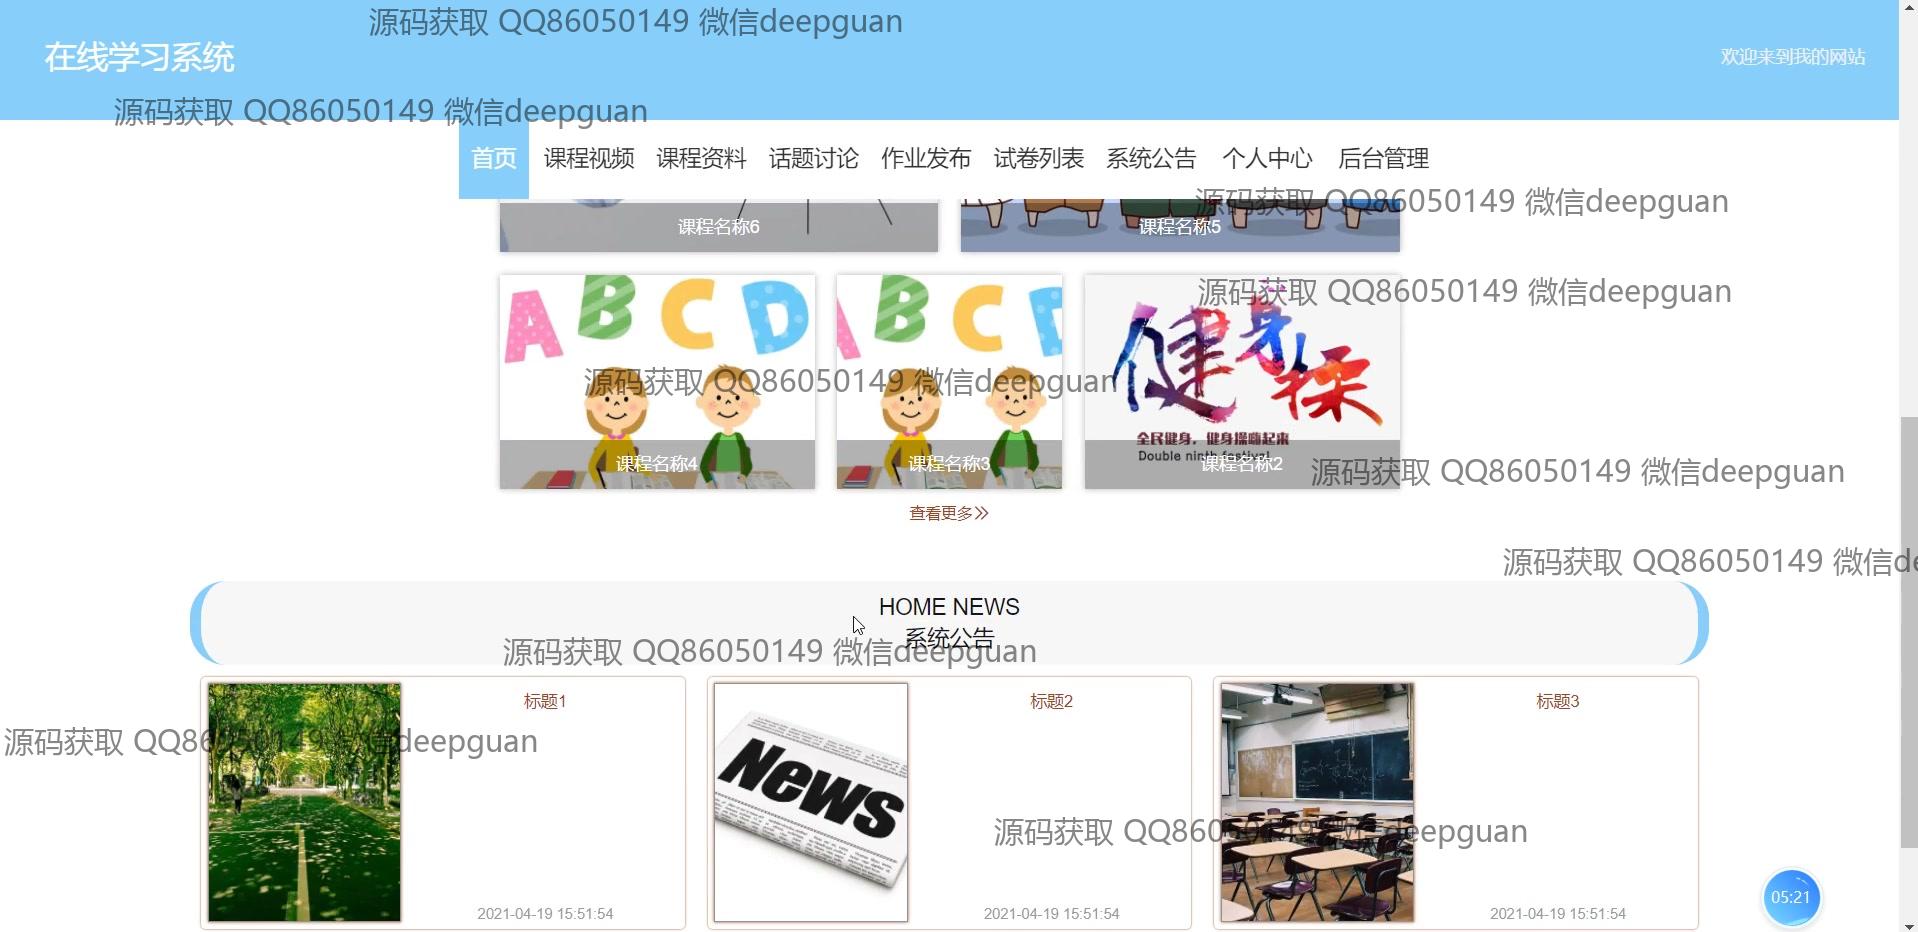 源码获取 QQ86050149 微信deepguan
在线学习系统
欢迎来到我的网站
源码获取 QQ86050149 微信deepguan
首页 课程视频 课程资料 话题讨论 作业发布 试卷列表 系统公告 个人中心 后台管理
源码获取 QQ86050149 微信deepguan
课程名称6
课程名称5
源码获取 QQ86050149 微信deepguan
A B C D
A B C D
健身操
源码获取 QQ86050149 微信deepguan
全民健身，健身操嗨起来
Double ninth festival
课程名称4
课程名称3
课程名称2
源码获取 QQ86050149 微信deepguan
查看更多
源码获取 QQ86050149 微信de
HOME NEWS
系统公告
源码获取 QQ86050149 微信deepguan
标题1
标题2
标题3
源码获取 QQ86050149 微信deepguan
News
源码获取 QQ86050149 微信deepguan
2021-04-19 15:51:54
2021-04-19 15:51:54
2021-04-19 15:51:54
05:21